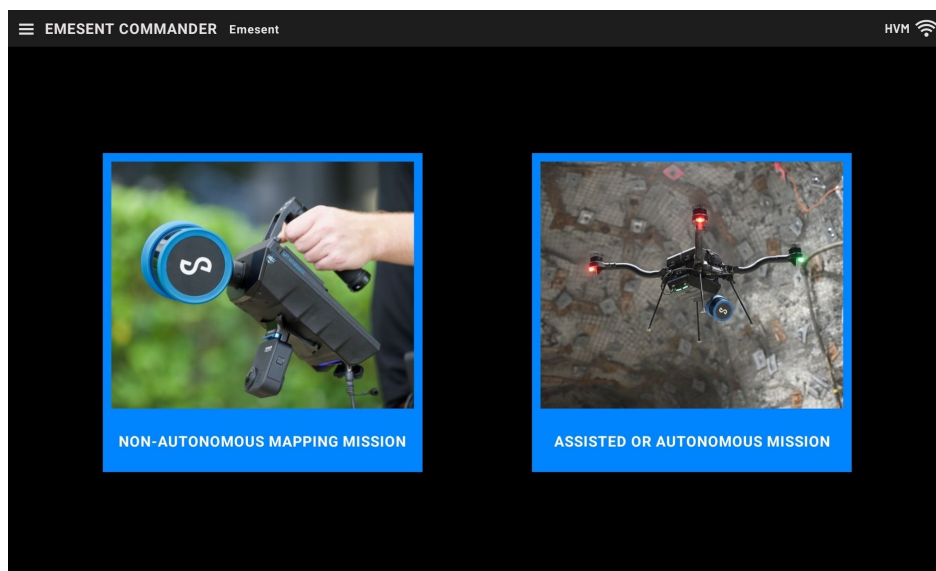 EMESENT COMMANDER Emesent
HVM
NON-AUTONOMOUS MAPPING MISSION
ASSISTED OR AUTONOMOUS MISSION